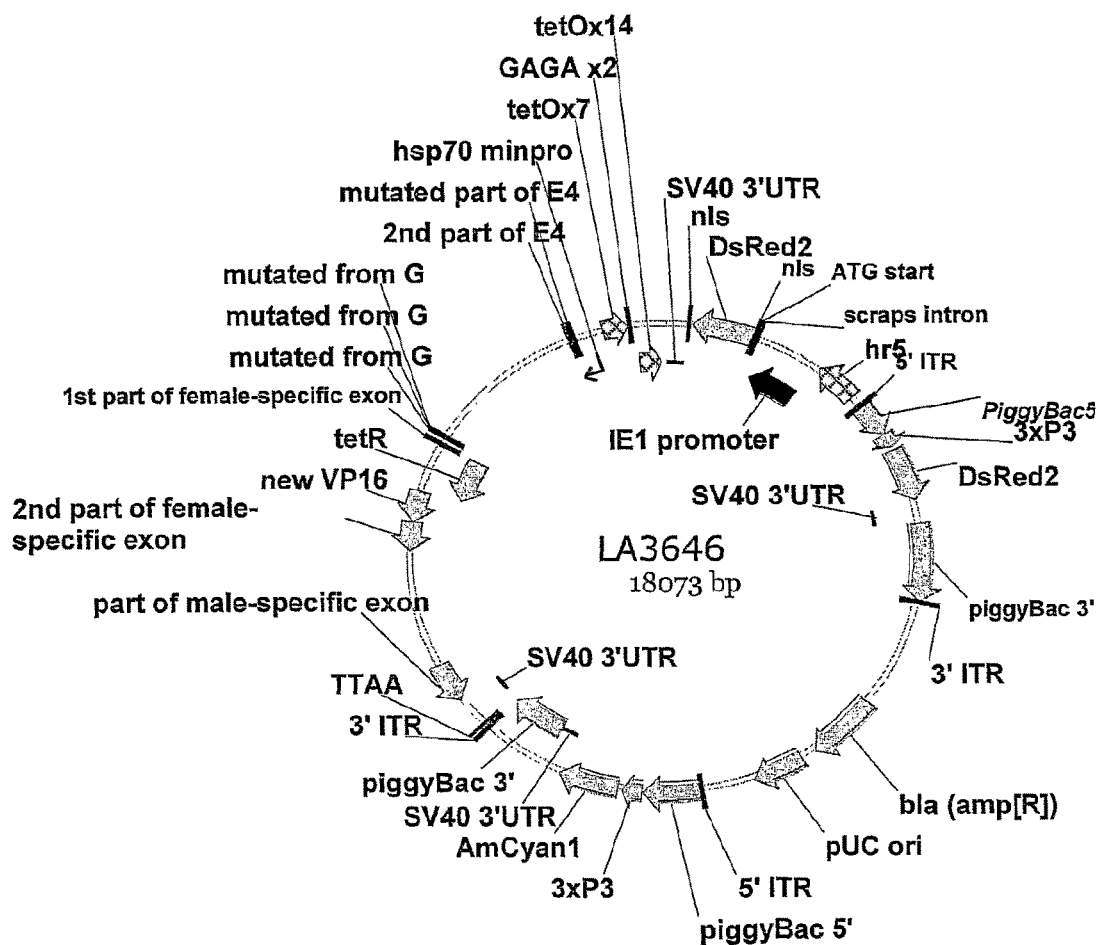 tetOx14
GAGA x2
tetOx7
hsp70 minpro
mutated part of E4
2nd part of E4
mutated from G
mutated from G
mutated from G
1st part of female-specific exon
tetR
new VP16
2nd part of female-
specific exon
part of male-specific exon
TTAA
3' ITR
SV40 3'UTR
piggyBac 3'
SV40 3'UTR
AmCyan1
3xP3
piggyBac 5'
5' ITR
pUC ori
bla (amp[R])
3' ITR
piggyBac 3'
SV40 3'UTR
DsRed2
3xP3
PiggyBac5
5' ITR
hr5
scraps intron
ATG start
nls
DsRed2
nls
SV40 3'UTR
IE1 promoter
LA3646
18073 bp